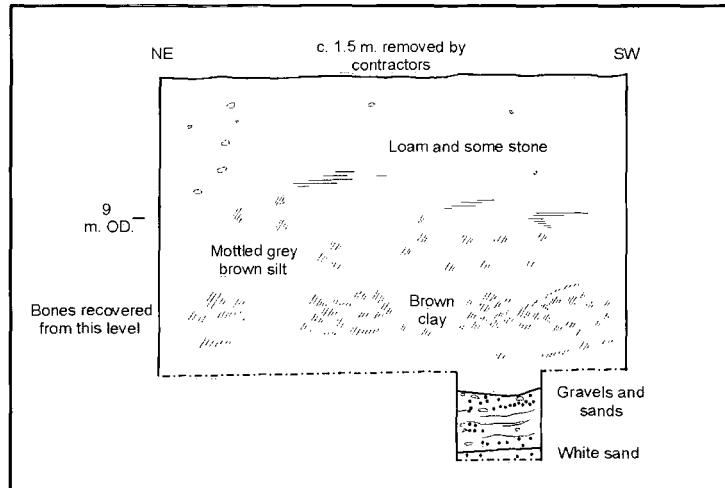 NE
c. 1.5 m. removed by
contractors
SW
Loam and some stone
9
m. OD.
Mottled grey
brown silt
Bones recovered
from this level
Brown
clay
Gravels and
sands
White sand